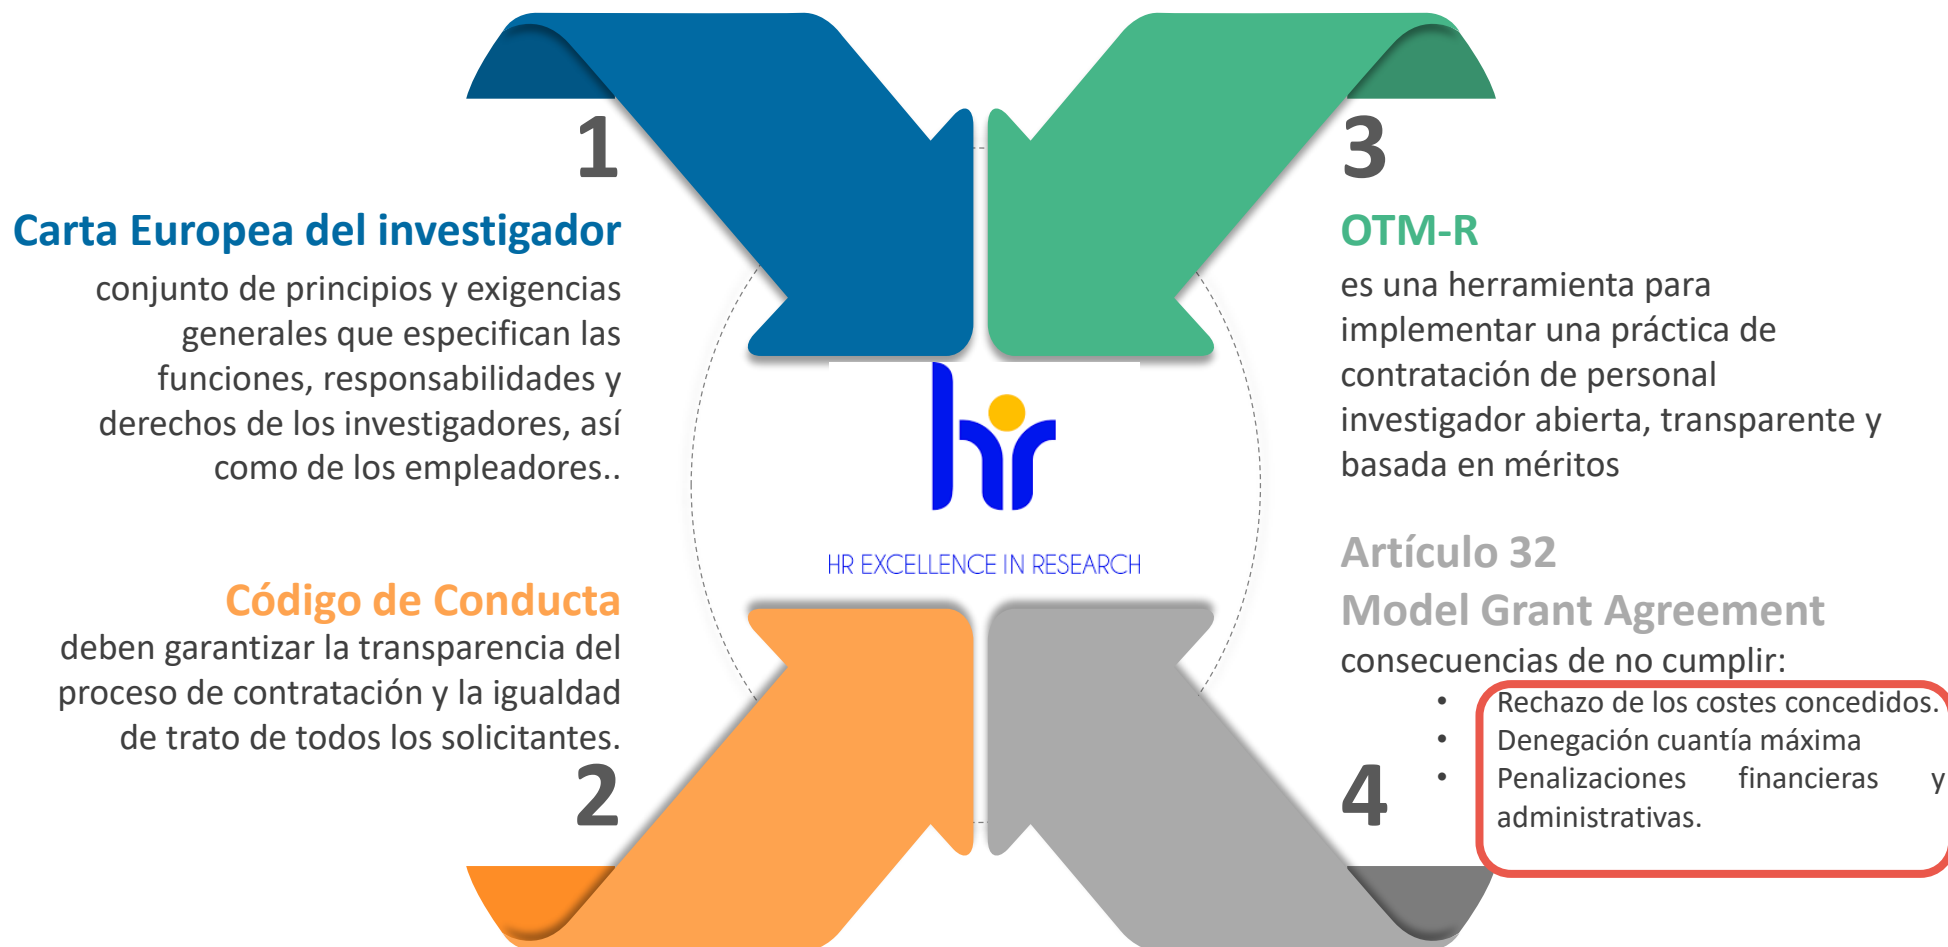 1
Carta Europea del investigador
conjunto de principios y exigencias
generales que especifican las
funciones, responsabilidades y
derechos de los investigadores, así
como de los empleadores..
Código de Conducta
deben garantizar la transparencia del
proceso de contratación y la igualdad
de trato de todos los solicitantes.
2
hr
HR EXCELLENCE IN RESEARCH
3
OTM-R
es una herramienta para
implementar una práctica de
contratación de personal
investigador abierta, transparente y
basada en méritos
Artículo 32
Model Grant Agreement
consecuencias de no cumplir:
• Rechazo de los costes concedidos.
• Denegación cuantía máxima
• Penalizaciones financieras y
administrativas.
4